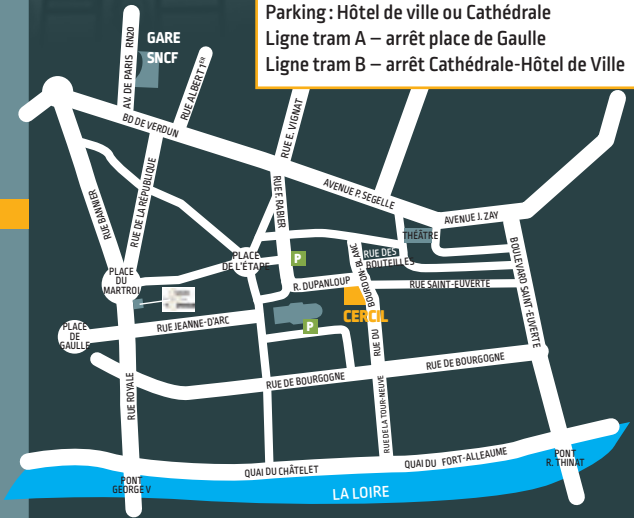 Parking : Hôtel de ville ou Cathédrale
Ligne tram A – arrêt place de Gaulle
Ligne tram B – arrêt Cathédrale-Hôtel de Ville
GARE
SNCF
AV. DE PARIS RN20
RUE ALBERT 1ER
BD DE VERDUN
RUE E. VIGNAT
RUE BANNIER
RUE DE LA RÉPUBLIQUE
RUE F. RABIER
AVENUE P. SEGELLE
AVENUE J. ZAY
THÉÂTRE
PLACE
DE L'ÉTAPE
P
RUE DES
BOUTEILLES
BOULEVARD SAINT-EUVERTE
PLACE
DU
MARTROI
R. DUPANLOUP
RUE DU BOURDON-BLANC
RUE SAINT-EUVERTE
CERCIL
PLACE
DE
GAULLE
RUE JEANNE-D'ARC
P
RUE ROYALE
RUE DE BOURGOGNE
RUE DE BOURGOGNE
RUE DE LA TOUR-NEUVE
QUAI DU CHÂTELET
QUAI DU FORT-ALLEAUME
PONT
R. THINAT
PONT
GEORGE V
LA LOIRE